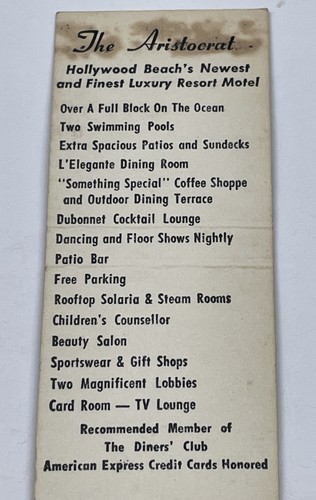 The Aristocrat
Hollywood Beach's Newest
and Finest Luxury Resort Motel
Over A Full Block On The Ocean
Two Swimming Pools
Extra Spacious Patios and Sundecks
L'Elegante Dining Room
"Something Special" Coffee Shoppe
and Outdoor Dining Terrace
Dubonnet Cocktail Lounge
Dancing and Floor Shows Nightly
Patio Bar
Free Parking
Rooftop Solaria & Steam Rooms
Children's Counsellor
Beauty Salon
Sportswear & Gift Shops
Two Magnificent Lobbies
Card Room — TV Lounge
Recommended Member of
The Diners' Club
American Express Credit Cards Honored